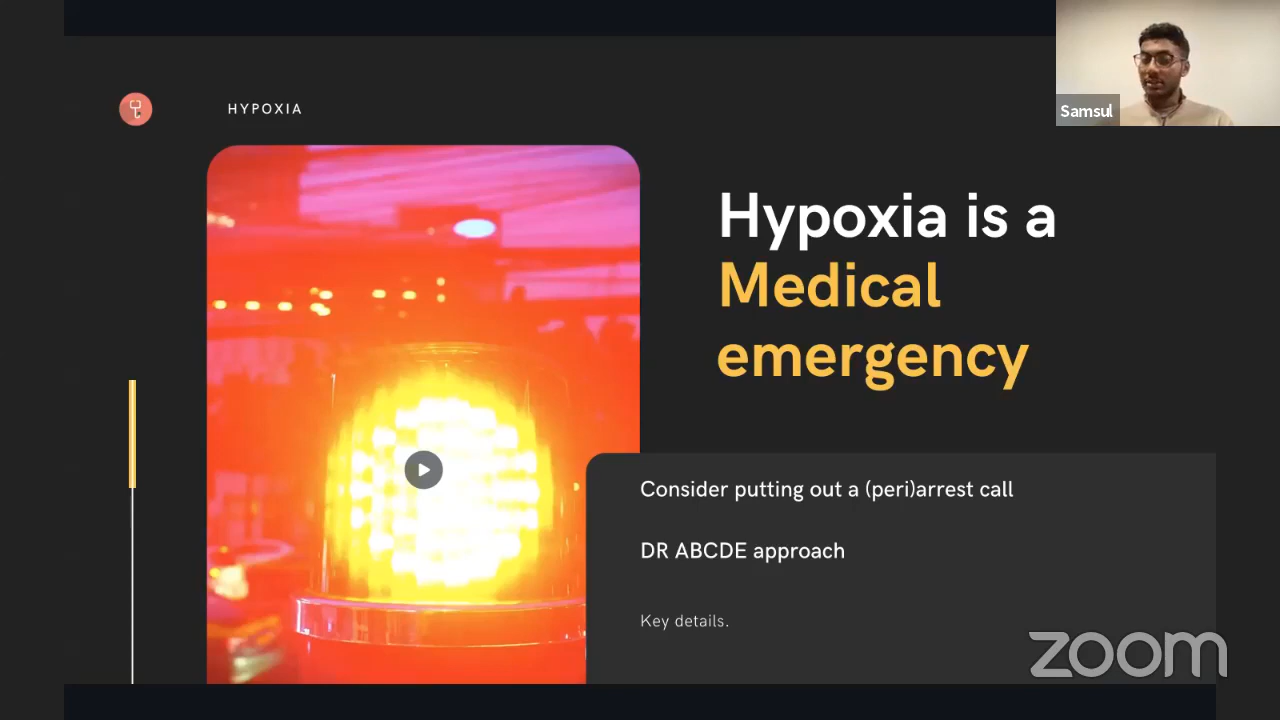 HYPOXIA
Samsul
Hypoxia is a
Medical
emergency
Consider putting out a (peri)arrest call
DR ABCDE approach
Key details.
zoom